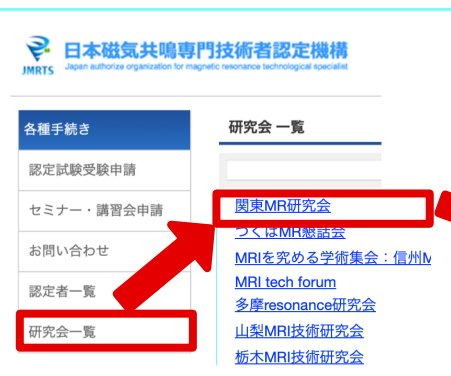 日本磁気共鳴専門技術者認定機構
JMRTS Japan authorize organization for magnetic resonance technological specialist
各種手続き
認定試験受験申請
セミナー・講習会申請
お問い合わせ
認定者一覧
研究会一覧
研究会 一覧
関東MR研究会
つくばMR懇話会
MRIを究める学術集会：信州M
MRI tech forum
多摩resonance研究会
山梨MRI技術研究会
栃木MRI技術研究会